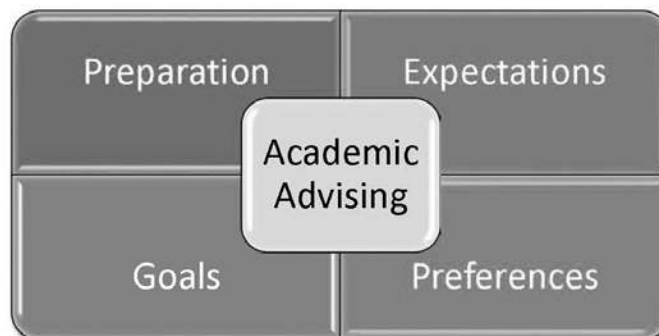 Preparation
Expectations
Academic
Advising
Goals
Preferences